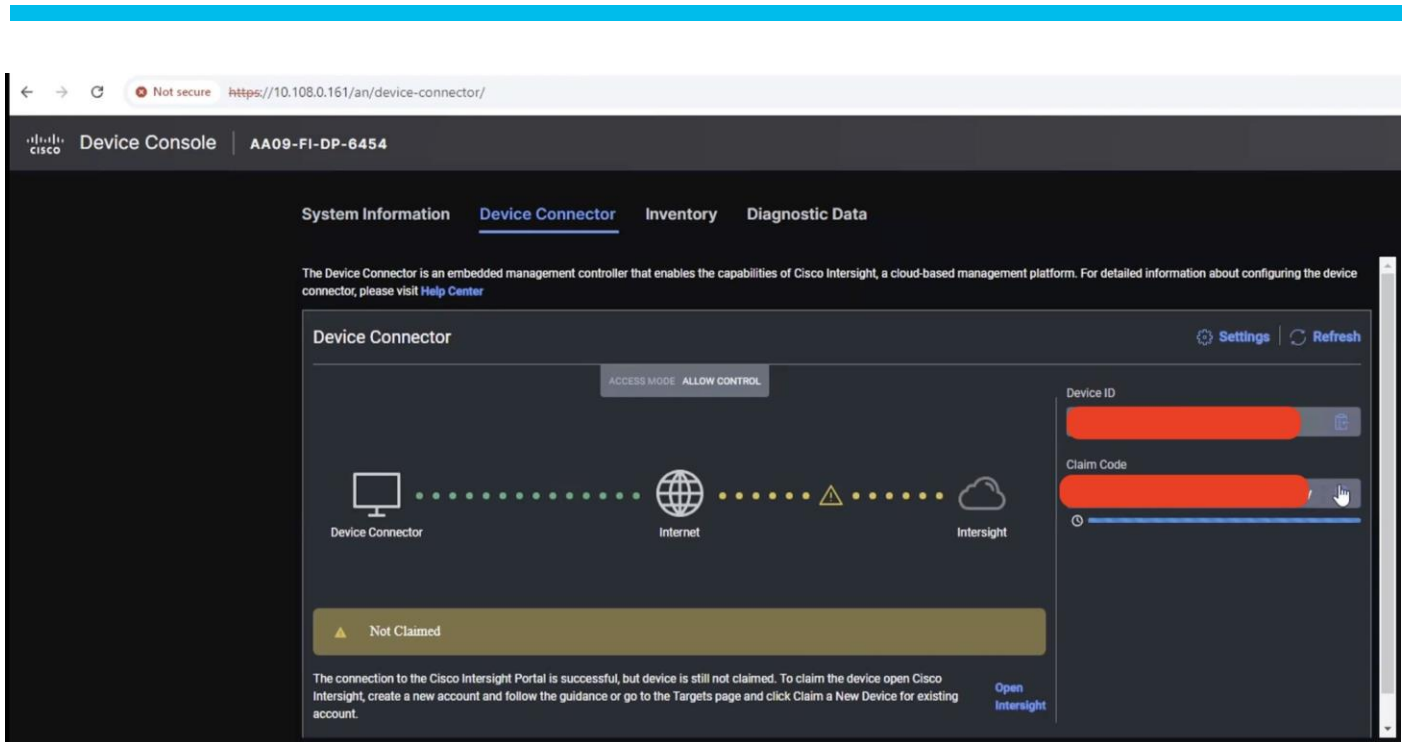 Not secure https://10.108.0.161/an/device-connector/
cisco Device Console AA09-FI-DP-6454
System Information Device Connector Inventory Diagnostic Data
The Device Connector is an embedded management controller that enables the capabilities of Cisco Intersight, a cloud-based management platform. For detailed information about configuring the device
connector, please visit Help Center
Device Connector Settings Refresh
ACCESS MODE ALLOW CONTROL
Device ID
Claim Code
Device Connector Internet Intersight
Not Claimed
The connection to the Cisco Intersight Portal is successful, but device is still not claimed. To claim the device open Cisco
Intersight, create a new account and follow the guidance or go to the Targets page and click Claim a New Device for existing
account.
Open
Intersight